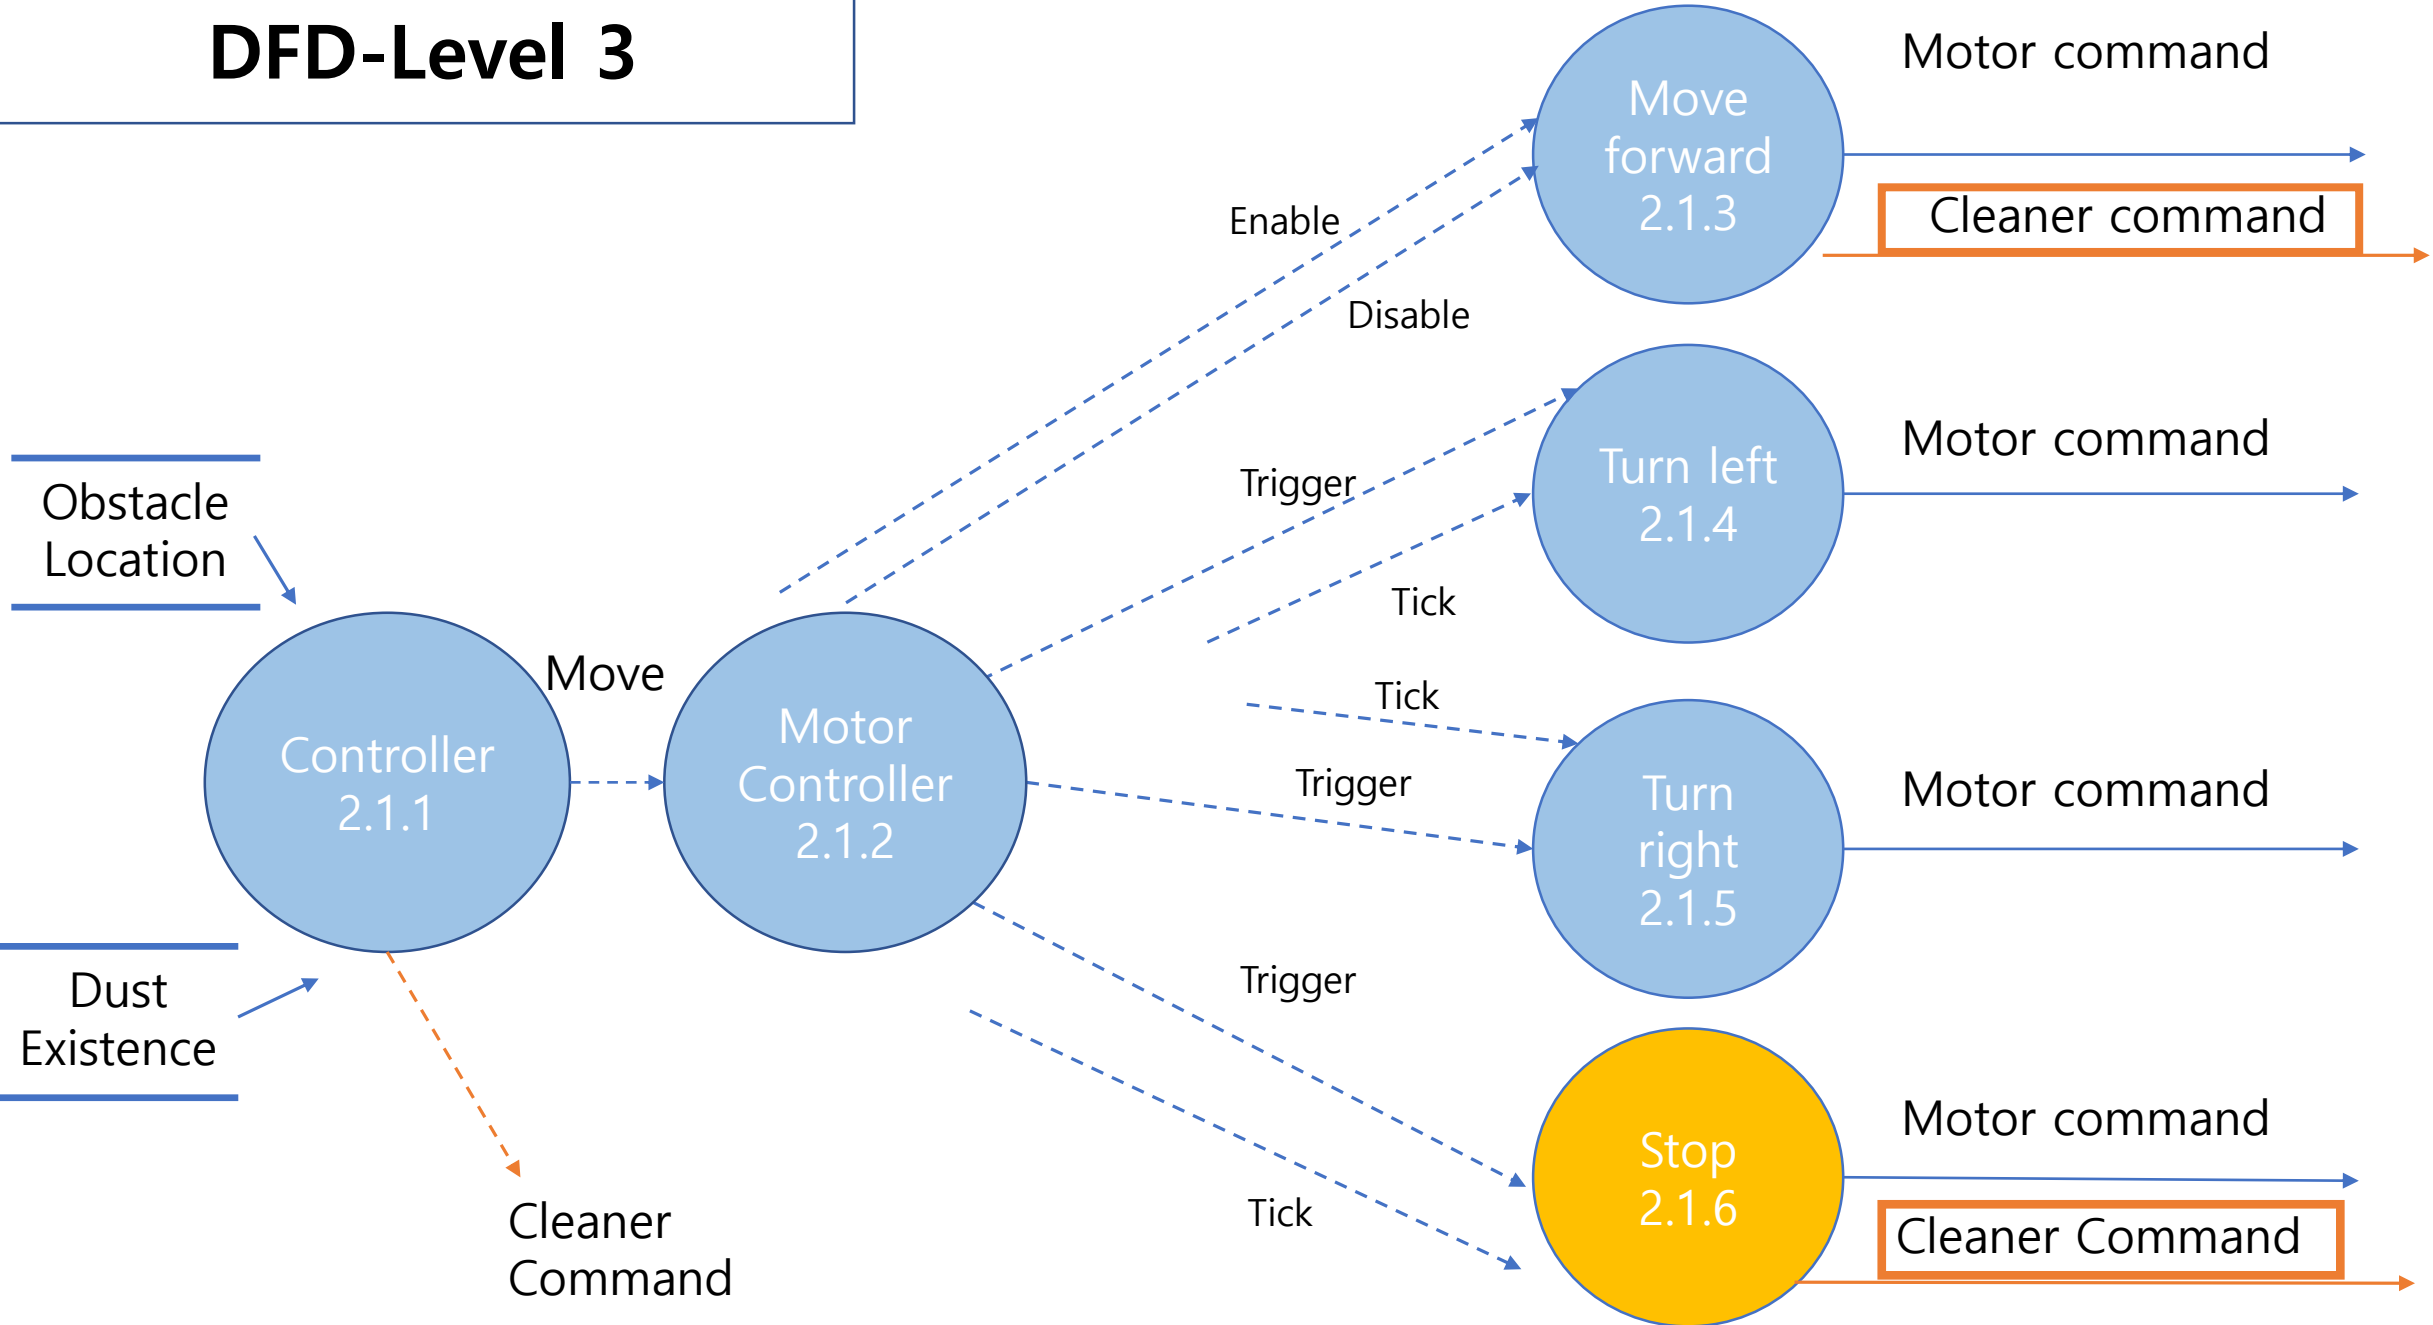 DFD-Level 3
Move
forward
2.1.3
Motor command
Cleaner command
Enable
Disable
Turn left
2.1.4
Motor command
Trigger
Tick
Obstacle
Location
Controller
2.1.1
Move
Motor
Controller
2.1.2
Tick
Trigger
Turn
right
2.1.5
Motor command
Dust
Existence
Cleaner
Command
Trigger
Tick
Stop
2.1.6
Motor command
Cleaner Command